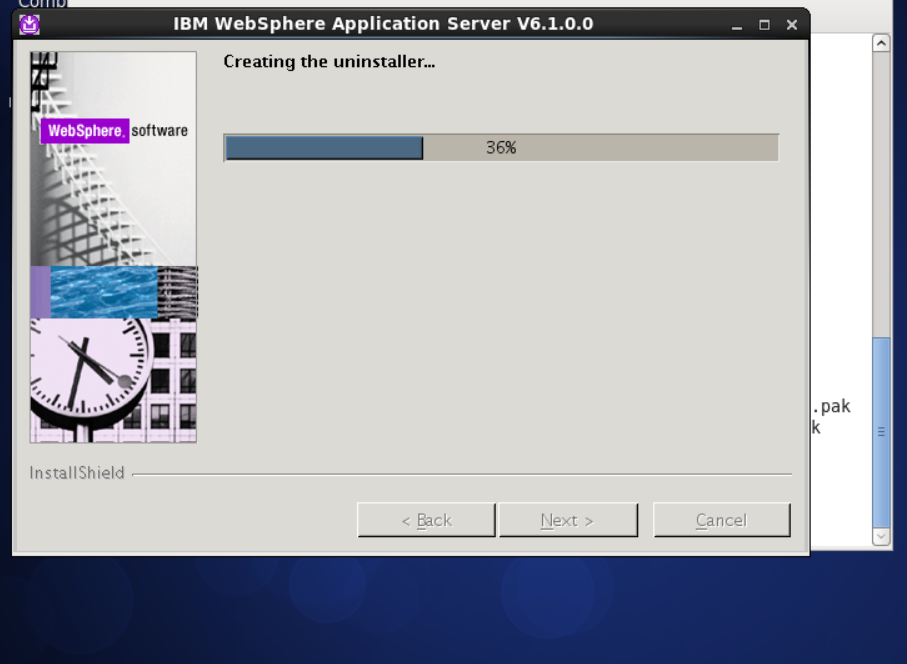 Comb
IBM WebSphere Application Server V6.1.0.0
Creating the uninstaller...
WebSphere. software
36%
.pak
k
InstallShield
< Back
Next >
Cancel